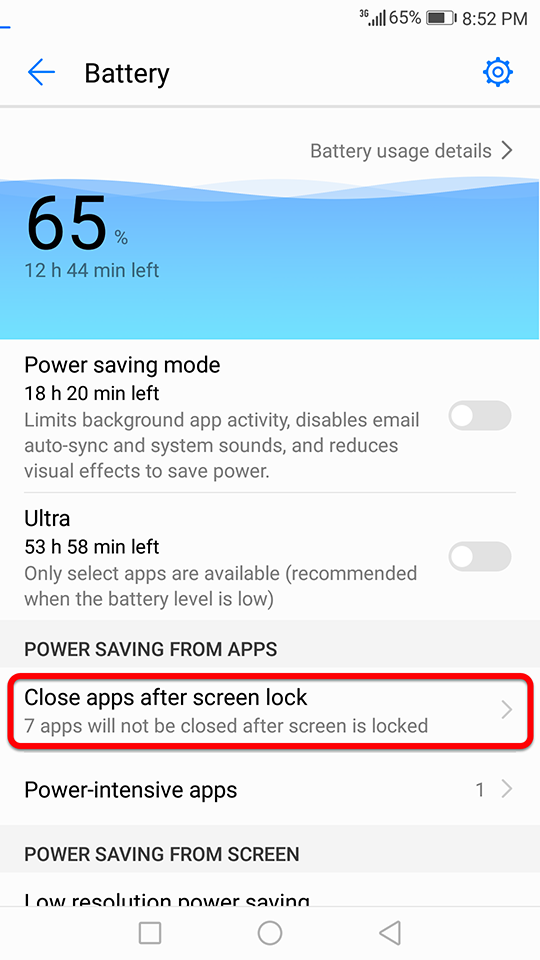 3G 65% 8:52 PM
Battery
Battery usage details
65 %
12 h 44 min left
Power saving mode
18 h 20 min left
Limits background app activity, disables email
auto-sync and system sounds, and reduces
visual effects to save power.
Ultra
53 h 58 min left
Only select apps are available (recommended
when the battery level is low)
POWER SAVING FROM APPS
Close apps after screen lock
7 apps will not be closed after screen is locked
Power-intensive apps 1
POWER SAVING FROM SCREEN
Low resolution power saving